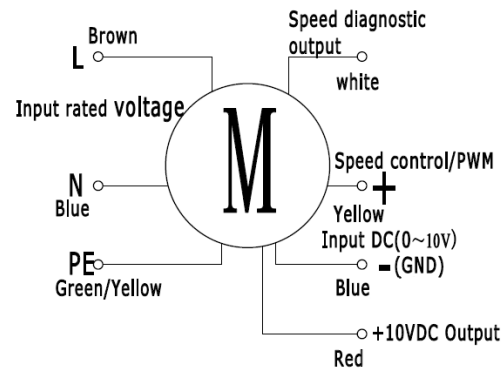 Brown
L
Input rated voltage
N
Blue
PE
Green/Yellow
M
Speed diagnostic
output
white
Speed control/PWM
+
Yellow
Input DC(0~10V)
-(GND)
Blue
+10VDC Output
Red